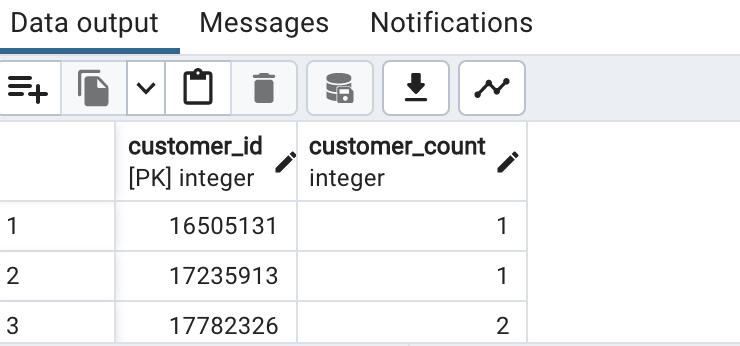 Data output Messages Notifications
customer_id customer_count
[PK] integer integer
1 16505131 1
2 17235913 1
3 17782326 2